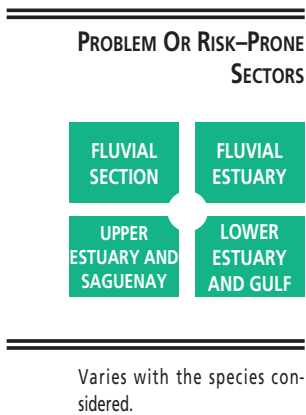 PROBLEM OR RISK–PRONE
SECTORS
FLUVIAL
SECTION
FLUVIAL
ESTUARY
UPPER
ESTUARY AND
SAGUENAY
LOWER
ESTUARY
AND GULF
Varies with the species con-
sidered.